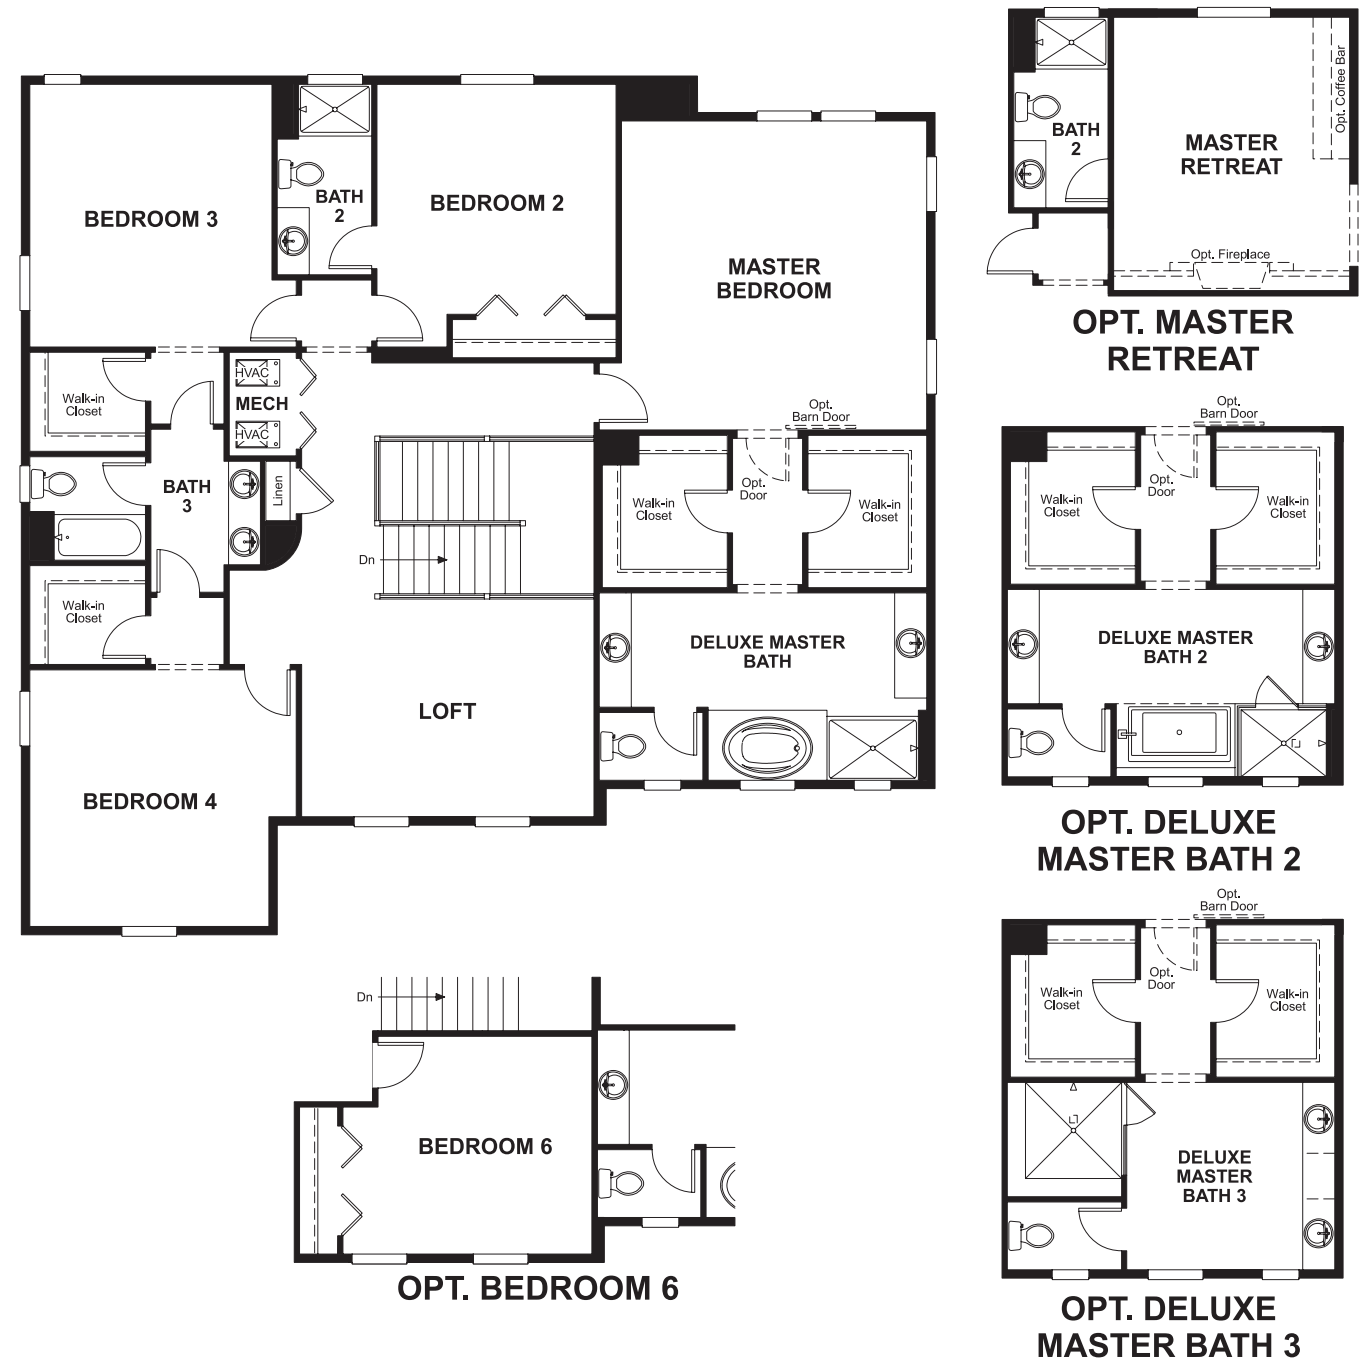 BEDROOM 3
BATH
2
BEDROOM 2
MASTER
BEDROOM
Walk-in
Closet
HVAC
MECH
HVAC
Opt.
Barn Door
BATH
3
Linen
Walk-in
Closet
Opt.
Door
Walk-in
Closet
Dn
Walk-in
Closet
DELUXE MASTER
BATH
LOFT
BEDROOM 4
Dn
BEDROOM 6
OPT. BEDROOM 6
BATH
2
MASTER
RETREAT
Opt. Coffee Bar
Opt. Fireplace
OPT. MASTER
RETREAT
Opt.
Barn Door
Walk-in
Closet
Opt.
Door
Walk-in
Closet
DELUXE MASTER
BATH 2
OPT. DELUXE
MASTER BATH 2
Opt.
Barn Door
Walk-in
Closet
Opt.
Door
Walk-in
Closet
DELUXE
MASTER
BATH 3
OPT. DELUXE
MASTER BATH 3